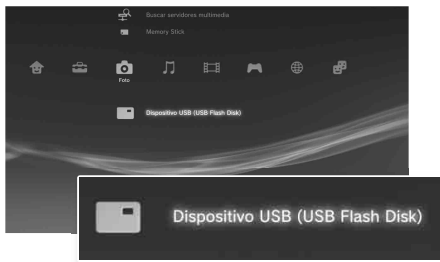 Buscar servidores multimedia
Memory Stick
Foto
Dispositivo USB (USB Flash Disk)
Dispositivo USB (USB Flash Disk)